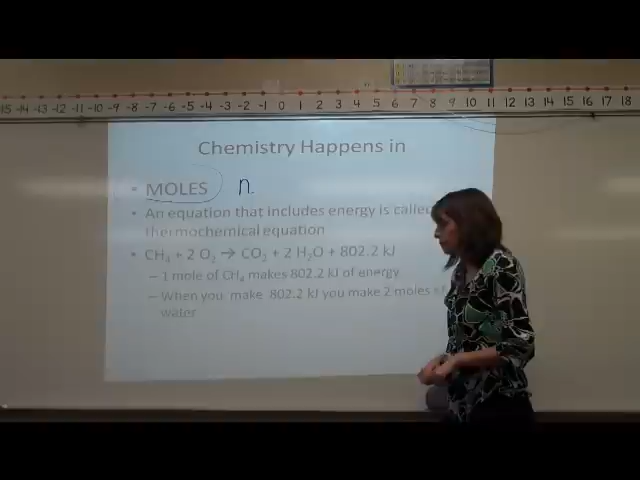 -15 -14 -13 -12 -11 -10 -9 -8 -7 -6 -5 -4 -3 -2 -1 0 1 2 3 4 5 6 7 8 9 10 11 12 13 14 15 16 17 18
Chemistry Happens in
• MOLES n.
• An equation that includes energy is called
thermochemical equation
• CH₄ + 2 O₂ → CO₂ + 2 H₂O + 802.2 kJ
– 1 mole of CH₄ makes 802.2 kJ of energy
– When you make 802.2 kJ you make 2 moles of
water